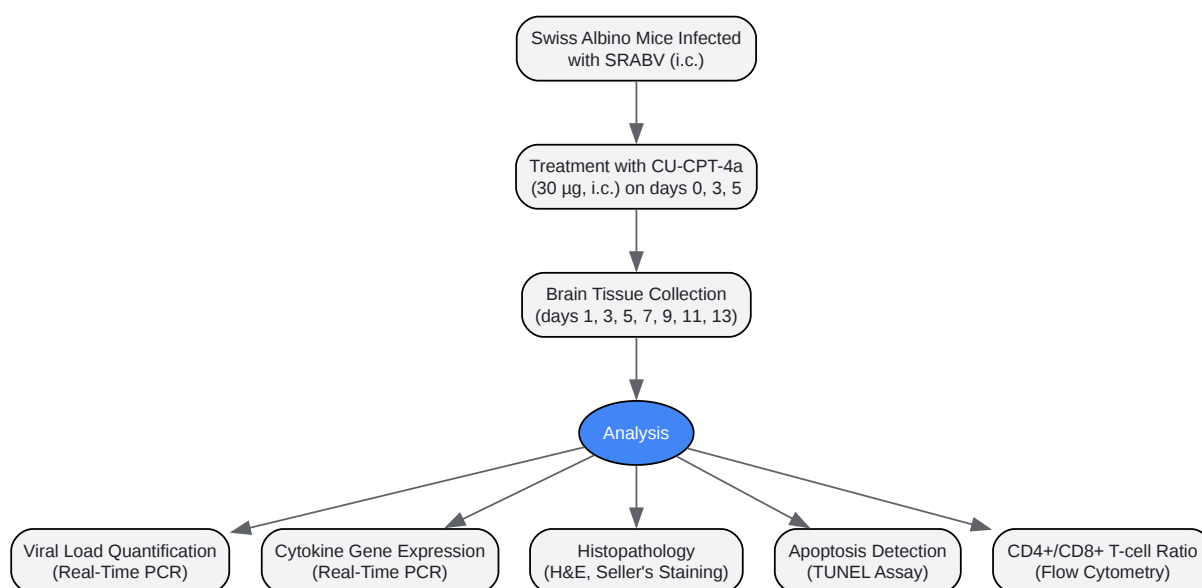 Swiss Albino Mice Infected
with SRABV (i.c.)
Treatment with CU-CPT-4a
(30 µg, i.c.) on days 0, 3, 5
Brain Tissue Collection
(days 1, 3, 5, 7, 9, 11, 13)
Analysis
Viral Load Quantification
(Real-Time PCR)
Cytokine Gene Expression
(Real-Time PCR)
Histopathology
(H&E, Seller's Staining)
Apoptosis Detection
(TUNEL Assay)
CD4+/CD8+ T-cell Ratio
(Flow Cytometry)